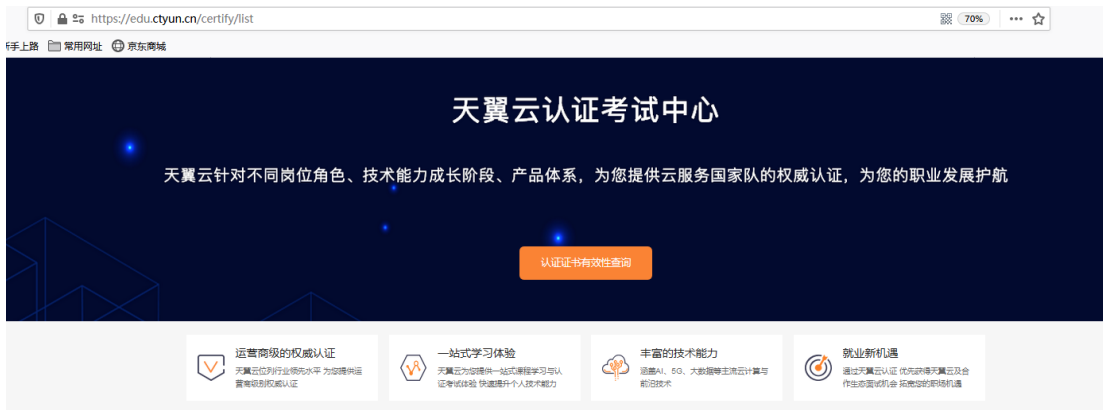 https://edu.ctyun.cn/certify/list
70%
新手上路 常用网址 京东商城
天翼云认证考试中心
天翼云针对不同岗位角色、技术能力成长阶段、产品体系，为您提供云服务国家队的权威认证，为您的职业发展护航
认证证书有效性查询
运营商级的权威认证
天翼云位列行业领先水平 为您提供运
营商级别权威认证
一站式学习体验
天翼云为您提供一站式课程学习与认
证考试体验 快速提升个人技术能力
丰富的技术能力
涵盖AI、5G、大数据等主流云计算与
前沿技术
就业新机遇
通过天翼云认证 优先获得天翼云及合
作生态面试机会 拓宽您的职场机遇